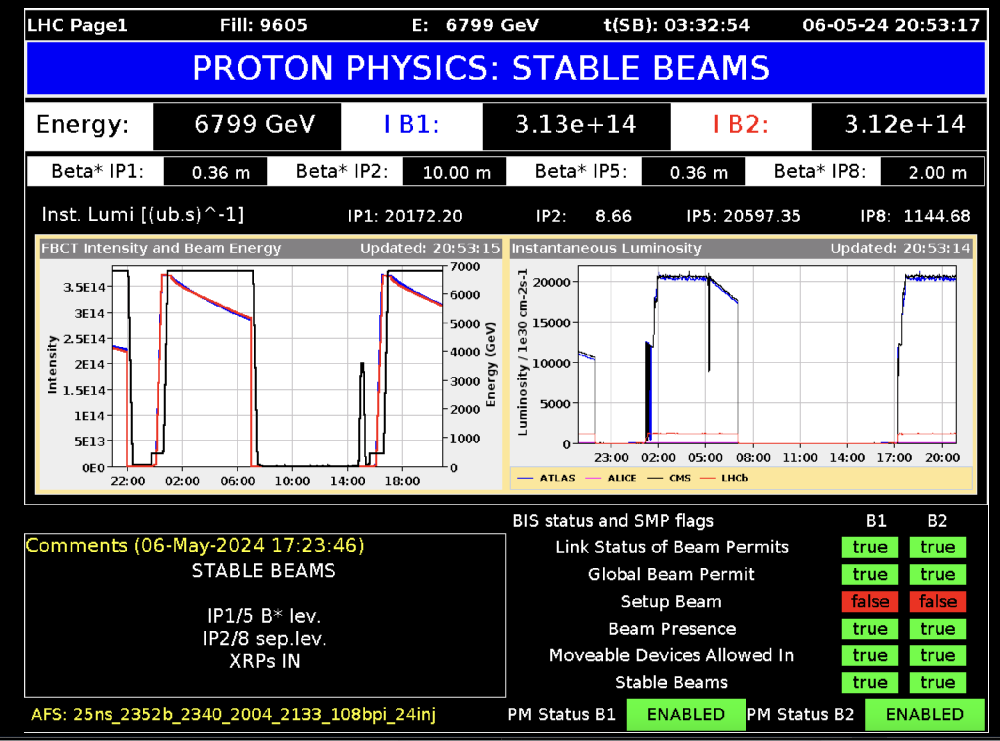 LHC Page1 Fill: 9605 E: 6799 GeV t(SB): 03:32:54 06-05-24 20:53:17
PROTON PHYSICS: STABLE BEAMS
Energy: 6799 GeV I B1: 3.13e+14 I B2: 3.12e+14
Beta* IP1: 0.36 m Beta* IP2: 10.00 m Beta* IP5: 0.36 m Beta* IP8: 2.00 m
Inst. Lumi [(ub.s)^-1] IP1: 20172.20 IP2: 8.66 IP5: 20597.35 IP8: 1144.68
FBCT Intensity and Beam Energy Updated: 20:53:15
Intensity
3.5E14
3E14
2.5E14
2E14
1.5E14
1E14
5E13
0E0
7000
6000
5000
4000
3000
2000
1000
0
Energy (GeV)
22:00 02:00 06:00 10:00 14:00 18:00
Instantaneous Luminosity Updated: 20:53:14
Luminosity / 1e30 cm-2s-1
20000
15000
10000
5000
0
23:00 02:00 05:00 08:00 11:00 14:00 17:00 20:00
ATLAS ALICE CMS LHCb
Comments (06-May-2024 17:23:46)
STABLE BEAMS
IP1/5 B* lev.
IP2/8 sep.lev.
XRPs IN
BIS status and SMP flags B1 B2
Link Status of Beam Permits true true
Global Beam Permit true true
Setup Beam false false
Beam Presence true true
Moveable Devices Allowed In true true
Stable Beams true true
AFS: 25ns_2352b_2340_2004_2133_108bpi_24inj PM Status B1 ENABLED PM Status B2 ENABLED